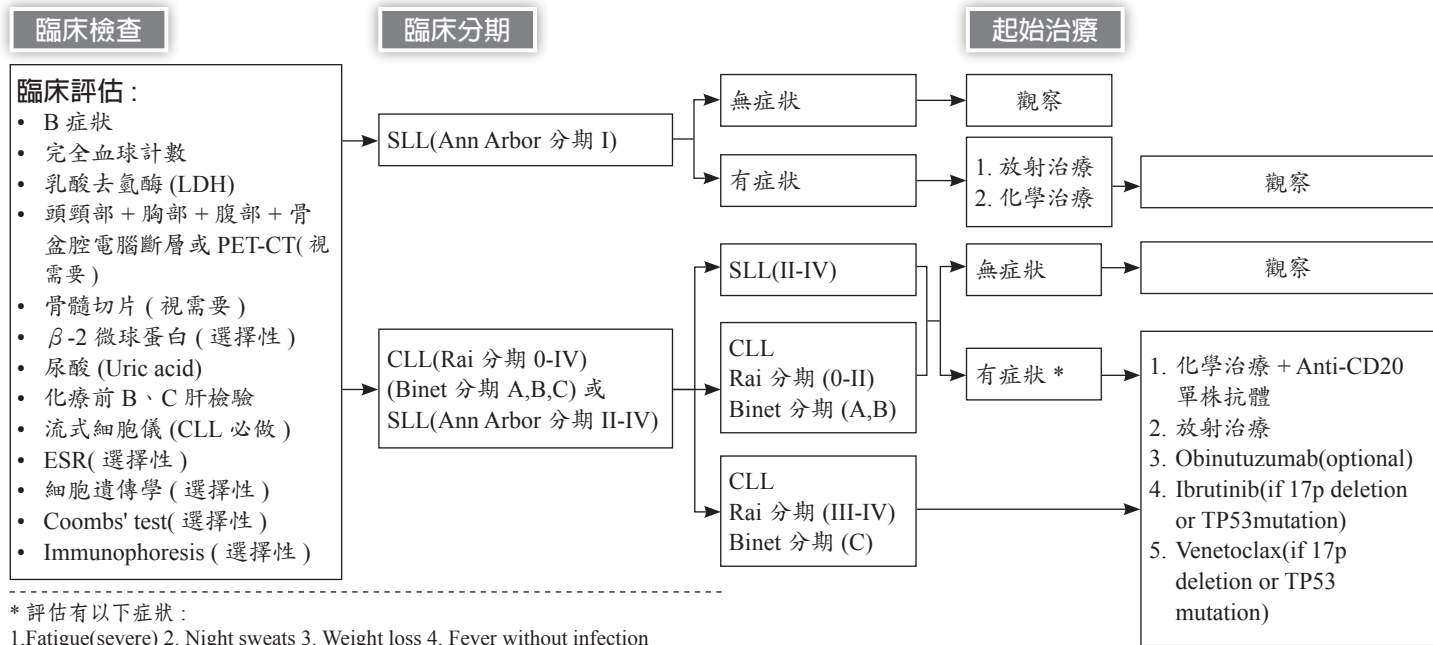 臨床檢查
臨床分期
起始治療
臨床評估 :
• B 症狀
• 完全血球計數
• 乳酸去氫酶 (LDH)
• 頭頸部 + 胸部 + 腹部 + 骨
盆腔電腦斷層或 PET-CT( 視
需要 )
• 骨髓切片 ( 視需要 )
• β-2 微球蛋白 ( 選擇性 )
• 尿酸 (Uric acid)
• 化療前 B、C 肝檢驗
• 流式細胞儀 (CLL 必做 )
• ESR( 選擇性 )
• 細胞遺傳學 ( 選擇性 )
• Coombs' test( 選擇性 )
• Immunophoresis ( 選擇性 )
SLL(Ann Arbor 分期 I)
無症狀
觀察
有症狀
1. 放射治療
2. 化學治療
觀察
CLL(Rai 分期 0-IV)
(Binet 分期 A,B,C) 或
SLL(Ann Arbor 分期 II-IV)
SLL(II-IV)
CLL
Rai 分期 (0-II)
Binet 分期 (A,B)
CLL
Rai 分期 (III-IV)
Binet 分期 (C)
無症狀
觀察
有症狀 *
1. 化學治療 + Anti-CD20
單株抗體
2. 放射治療
3. Obinutuzumab(optional)
4. Ibrutinib(if 17p deletion
or TP53mutation)
5. Venetoclax(if 17p
deletion or TP53
mutation)
* 評估有以下症狀 :
1.Fatigue(severe) 2. Night sweats 3. Weight loss 4. Fever without infection